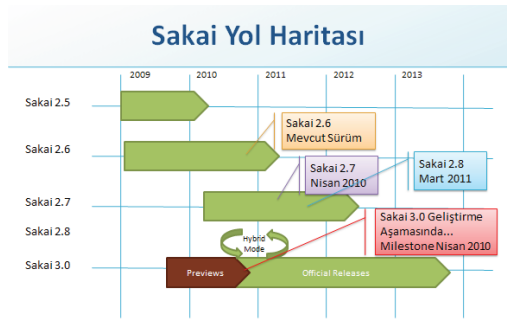 Sakai Yol Haritası
2009 2010 2011 2012 2013
Sakai 2.5
Sakai 2.6
Mevcut Sürüm
Sakai 2.6
Sakai 2.7
Nisan 2010
Sakai 2.8
Mart 2011
Sakai 2.7
Sakai 3.0 Geliştirme
Aşamasında...
Milestone Nisan 2010
Sakai 2.8
Hybrid
Mode
Sakai 3.0
Previews
Official Releases